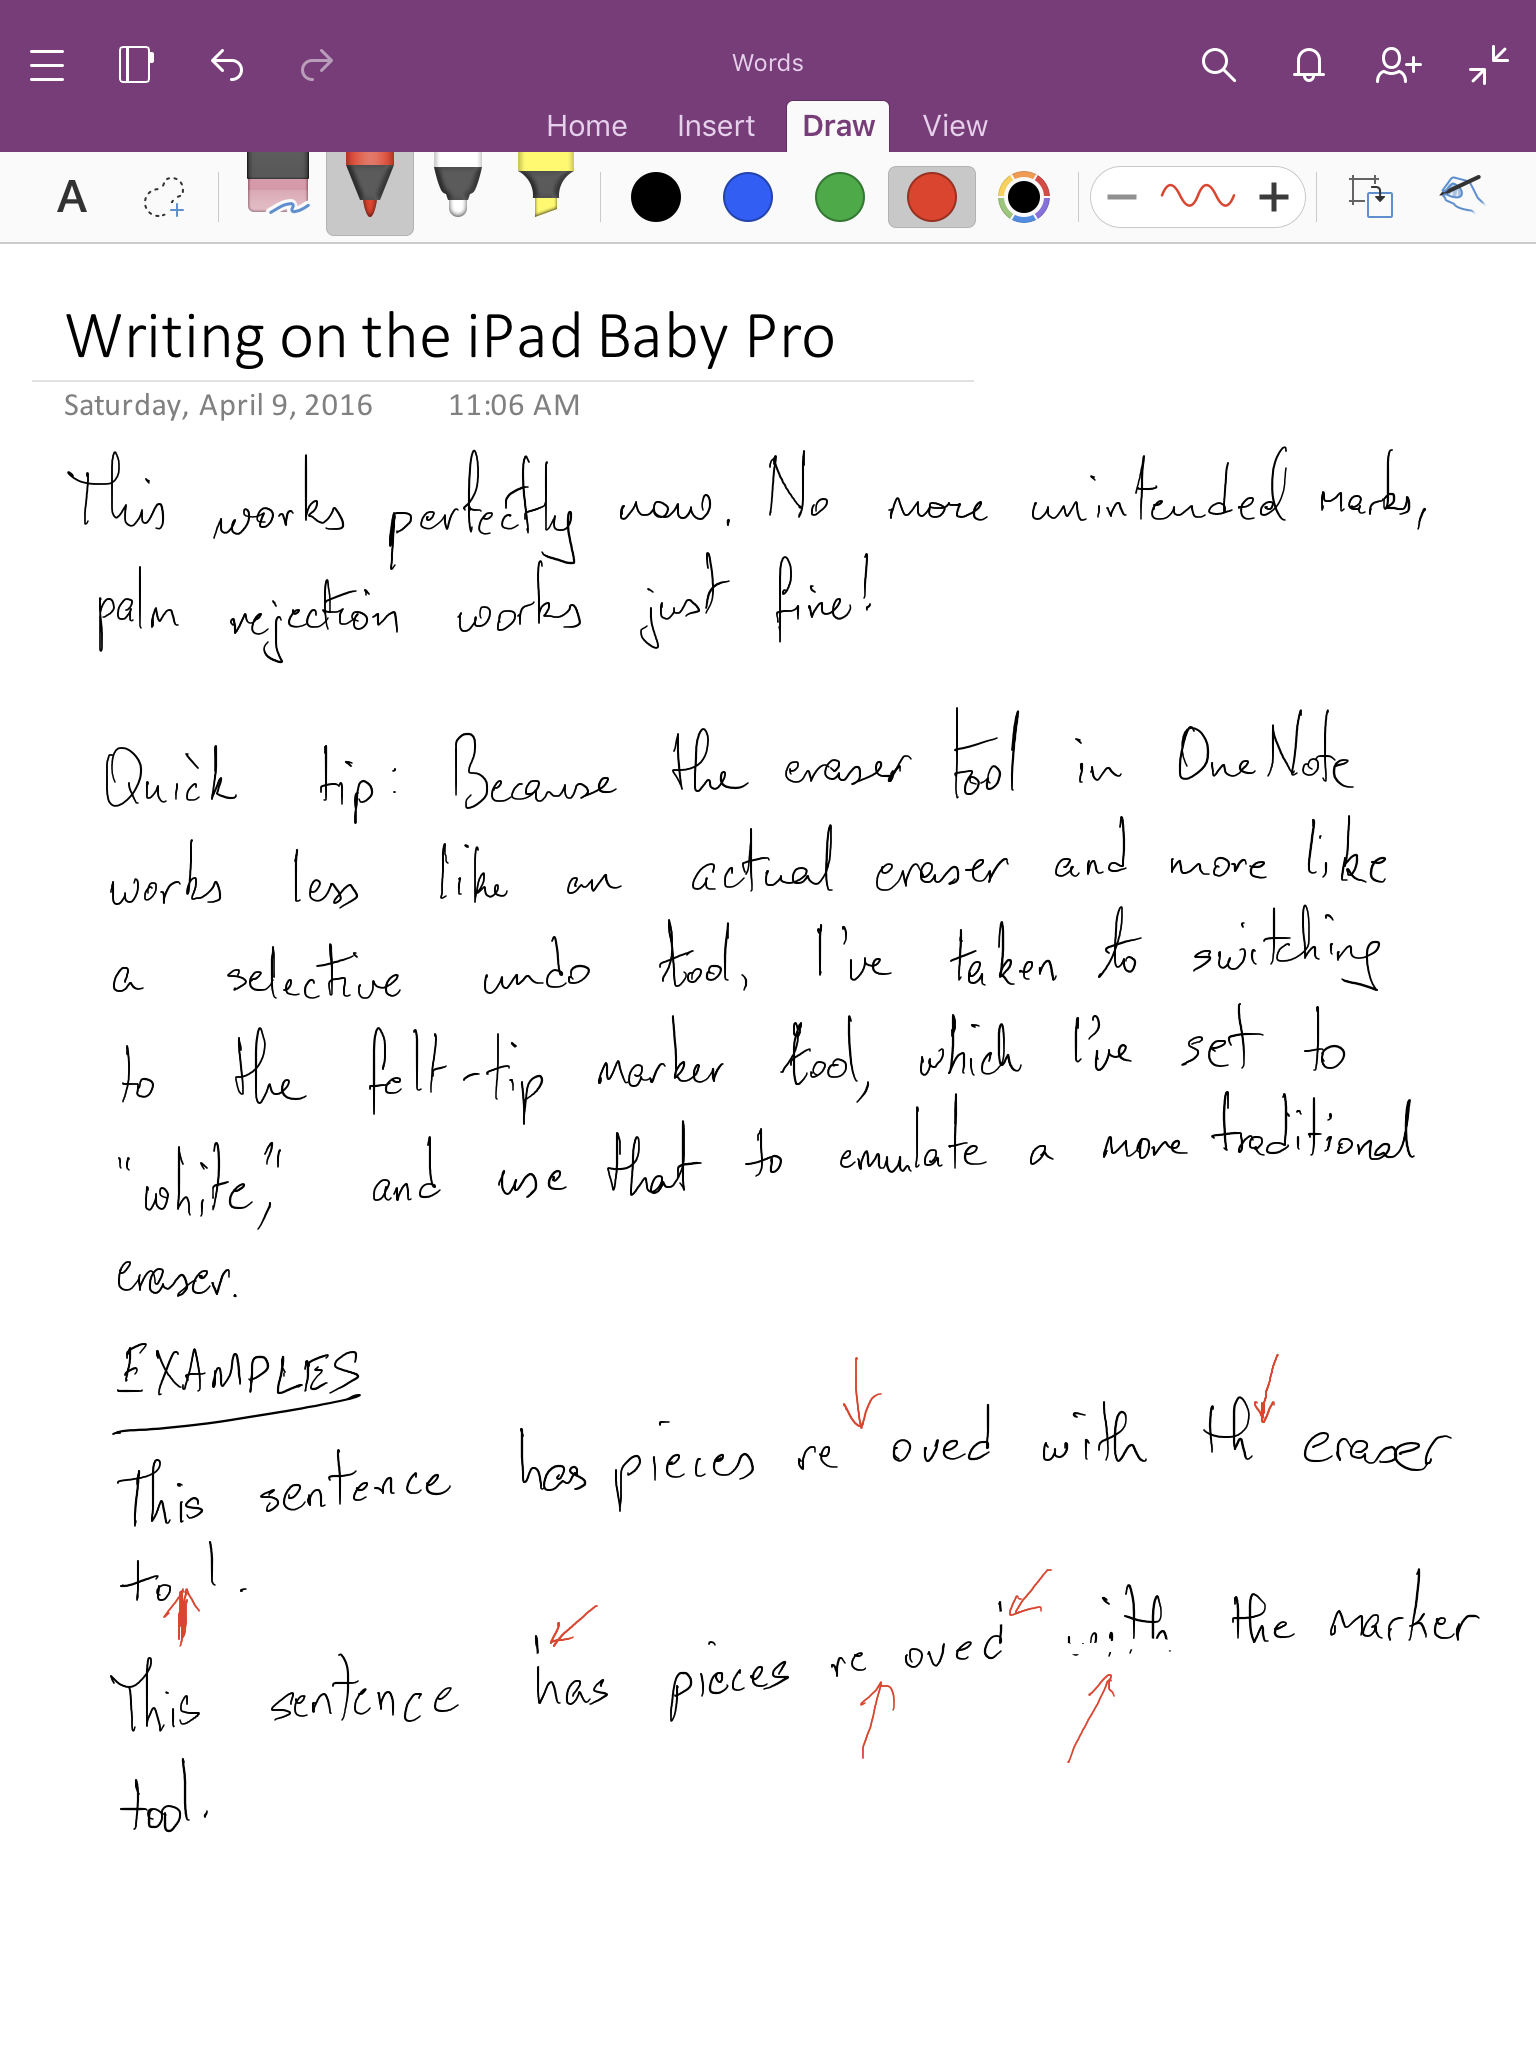 Words
Home Insert Draw View
A
Writing on the iPad Baby Pro
Saturday, April 9, 2016 11:06 AM
This works perfectly now. No more unintended marks,
palm rejection works just fine!
Quick tip: Because the eraser tool in OneNote
works less like an actual eraser and more like
a selective undo tool, I've taken to switching
to the felt-tip marker tool, which I've set to
"white," and use that to emulate a more traditional
eraser.
EXAMPLES
This sentence has pieces re oved with th eraser
to l.
This sentence has pieces re oved with the marker
tool.